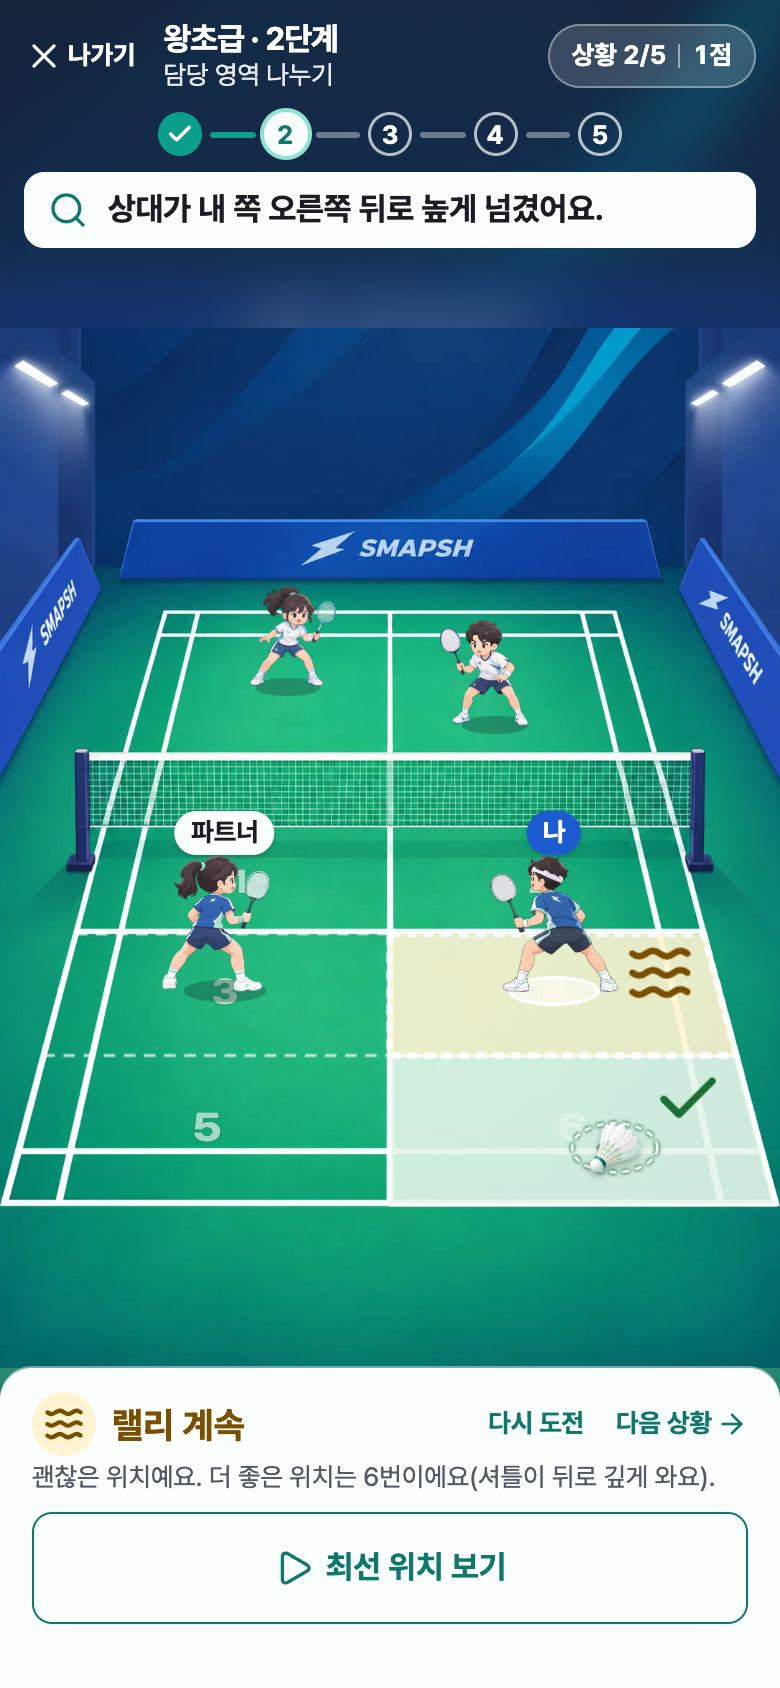 나가기
왕초급 · 2단계
담당 영역 나누기
상황 2/5 | 1점
2
3
4
5
상대가 내 쪽 오른쪽 뒤로 높게 넘겼어요.
SMAPSH
SMAPSH
SMAPSH
파트너
나
1
3
4
5
6
랠리 계속
다시 도전
다음 상황 →
괜찮은 위치예요. 더 좋은 위치는 6번이에요(셔틀이 뒤로 깊게 와요).
최선 위치 보기